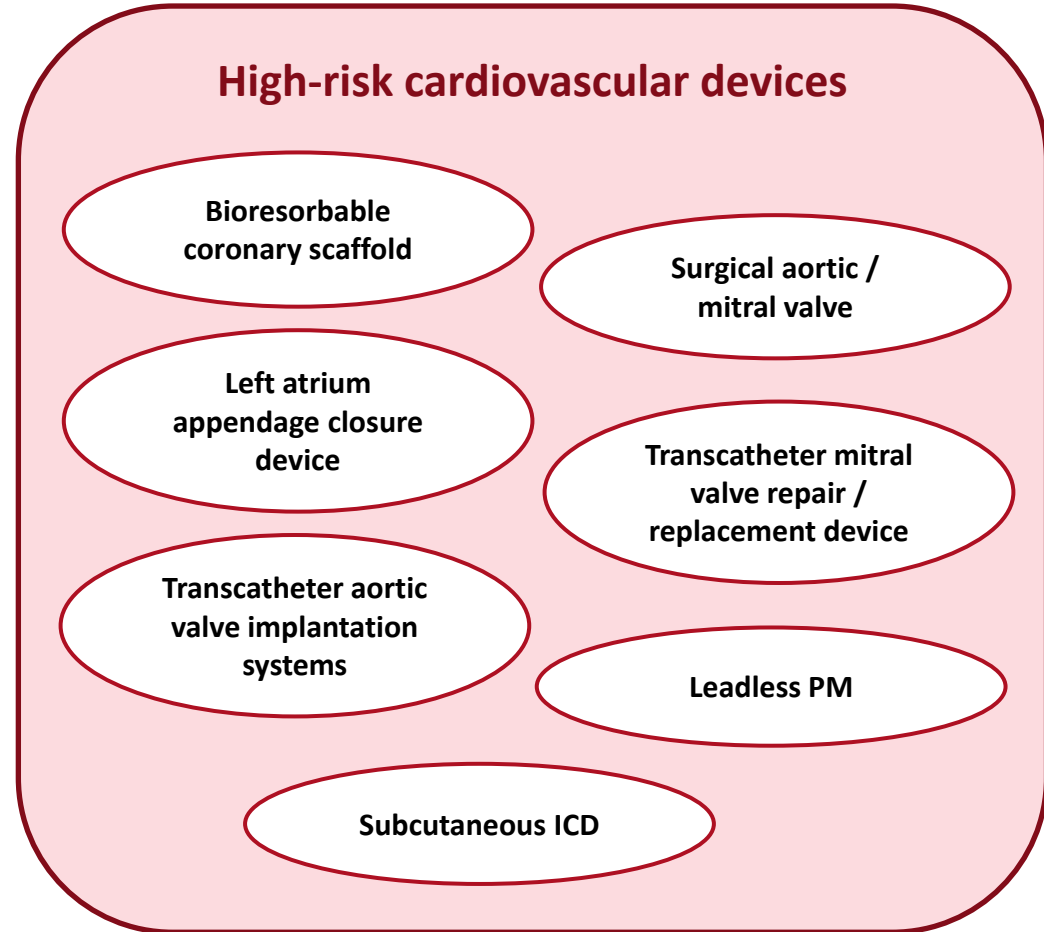 High-risk cardiovascular devices
Bioresorbable
coronary scaffold
Surgical aortic /
mitral valve
Left atrium
appendage closure
device
Transcatheter mitral
valve repair /
replacement device
Transcatheter aortic
valve implantation
systems
Leadless PM
Subcutaneous ICD